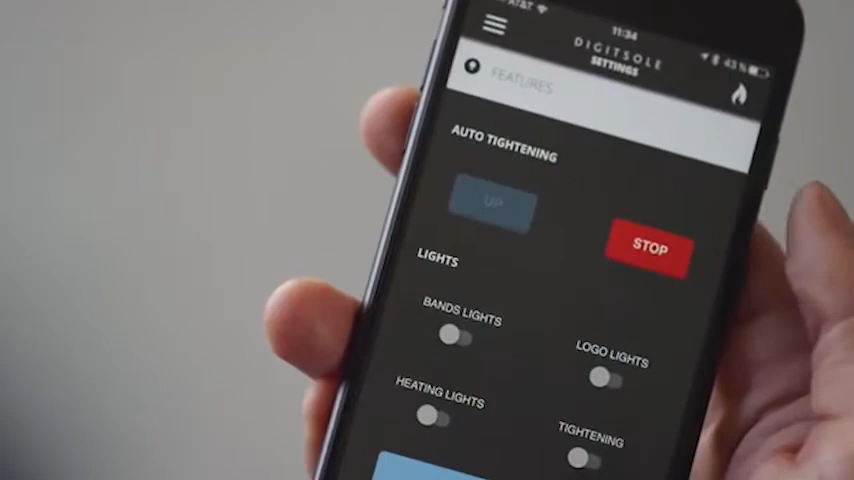 AT&T
11:34
43 %
DIGITSOLE
SETTINGS
FEATURES
AUTO TIGHTENING
UP
STOP
LIGHTS
BANDS LIGHTS
LOGO LIGHTS
HEATING LIGHTS
TIGHTENING